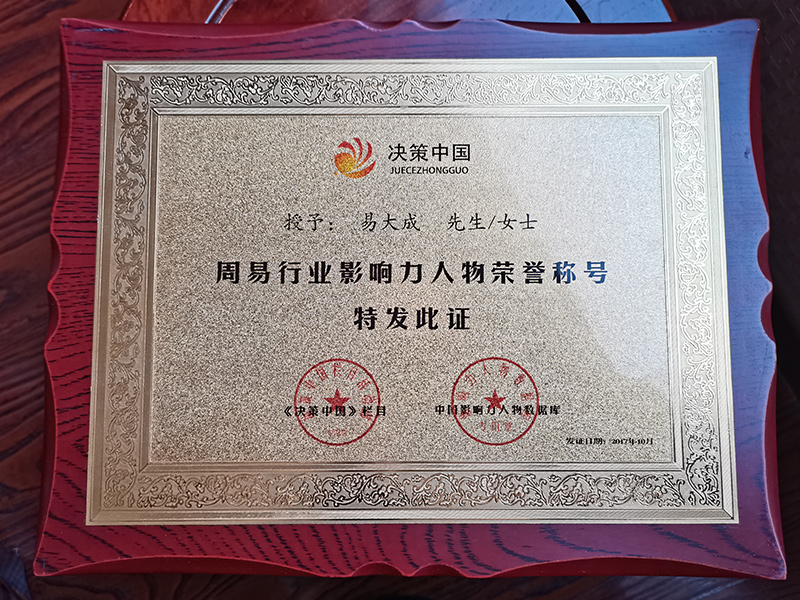 决策中国
JUECEZHONGGUO
授予：易大成 先生/女士
周易行业影响力人物荣誉称号
特发此证
《决策中国》栏目 中国影响力人物数据库
发证日期：2017年10月